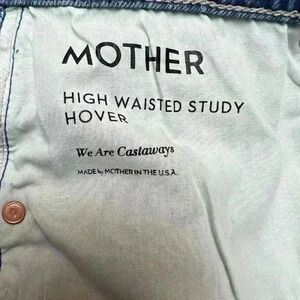 MOTHER
HIGH WAISTED STUDY
HOVER
We Are Castaways
MADE by MOTHER IN THE U.S.A.